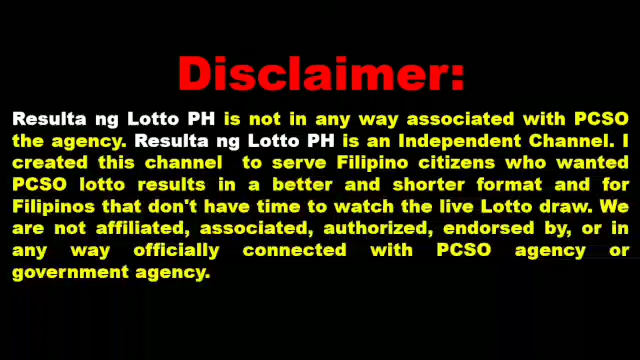 Disclaimer:
Resulta ng Lotto PH is not in any way associated with PCSO
the agency. Resulta ng Lotto PH is an Independent Channel. I
created this channel to serve Filipino citizens who wanted
PCSO lotto results in a better and shorter format and for
Filipinos that don't have time to watch the live Lotto draw. We
are not affiliated, associated, authorized, endorsed by, or in
any way officially connected with PCSO agency or
government agency.